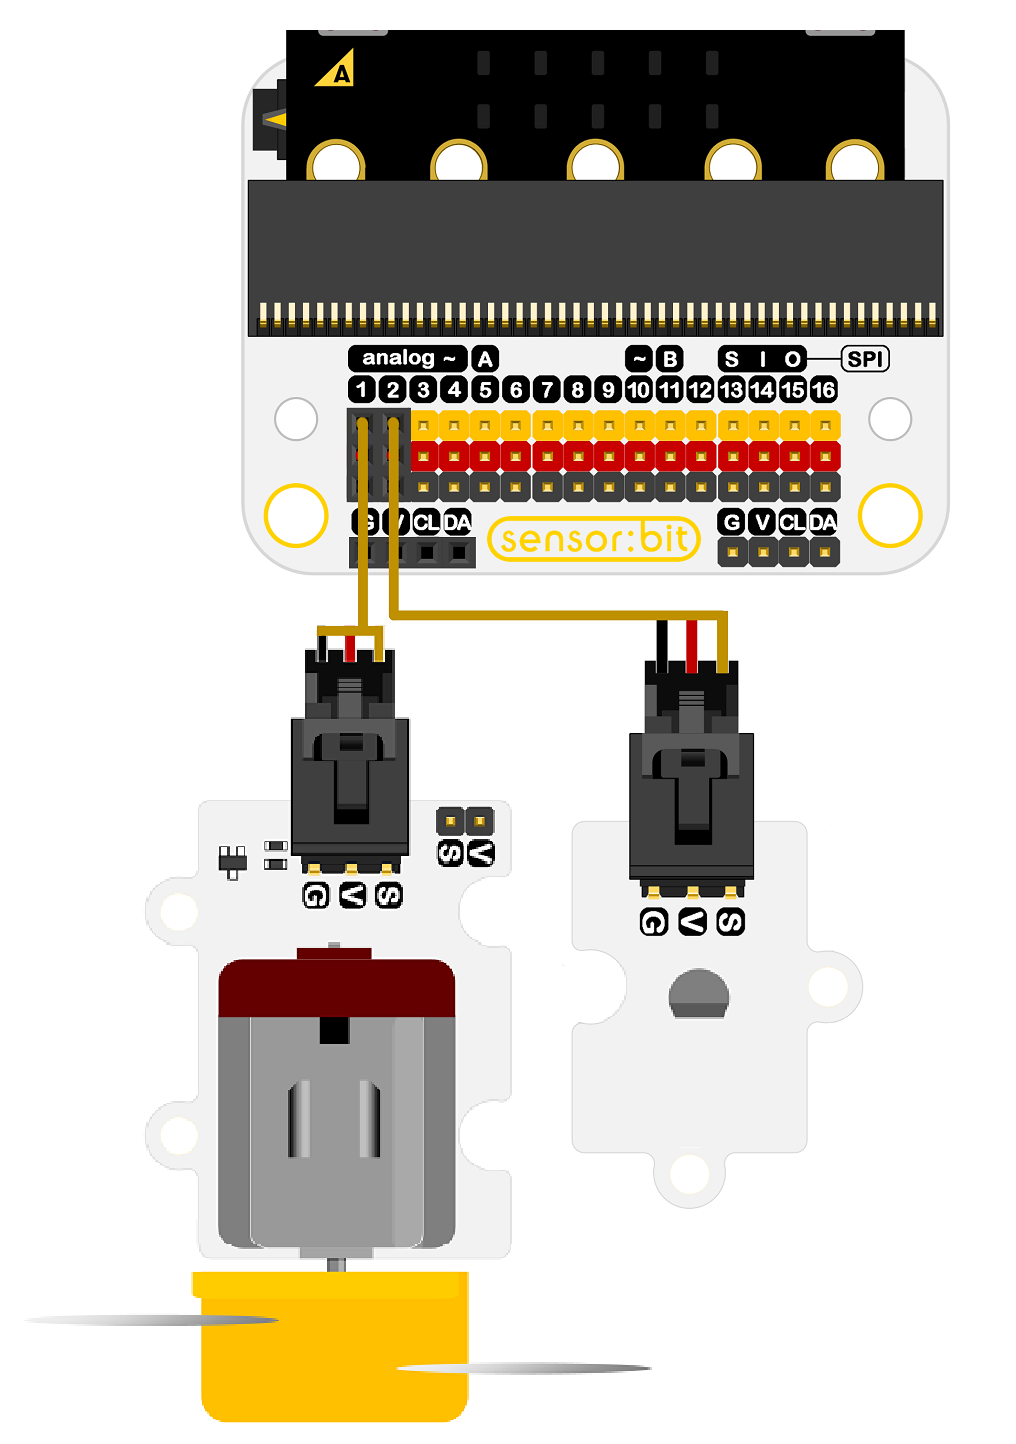 A
analog ~ A ~ B S I O SPI
1 2 3 4 5 6 7 8 9 10 11 12 13 14 15 16
G V CL DA sensor:bit G V CL DA
S V
G V S
G V S